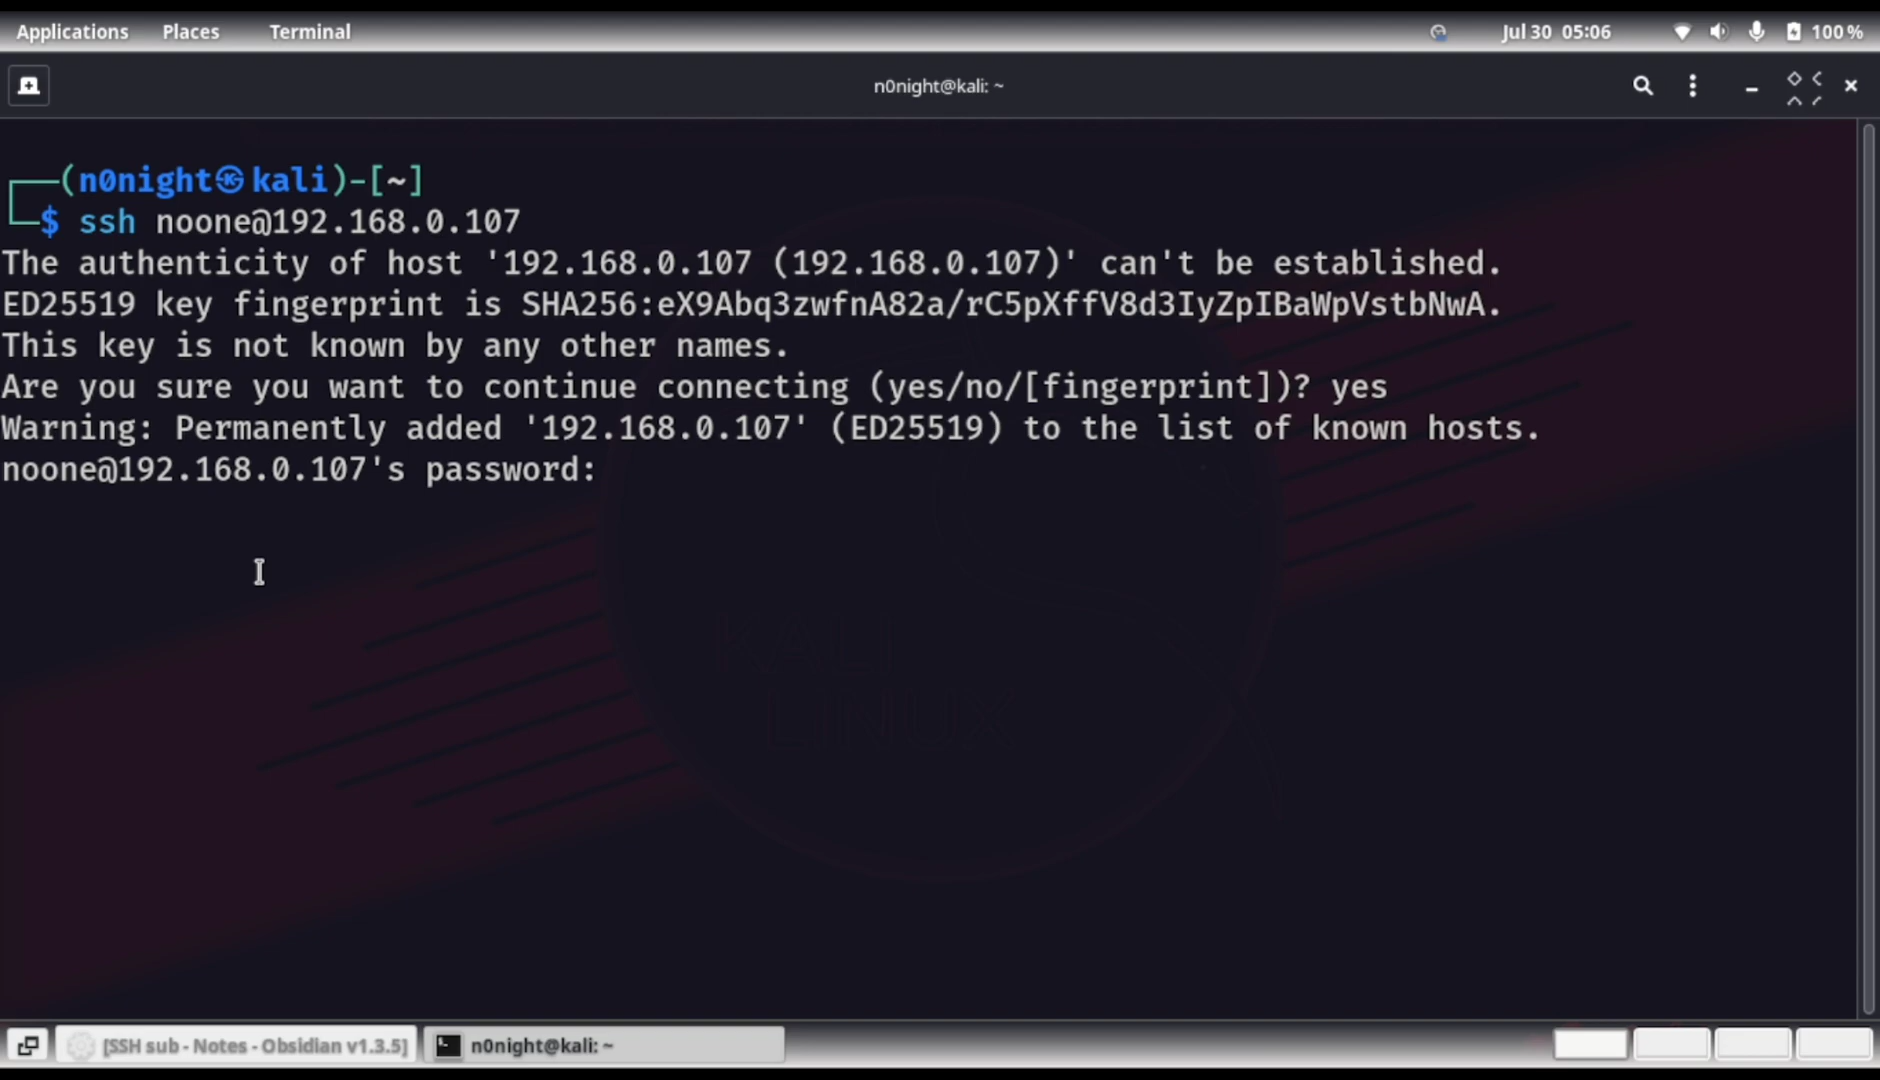 Applications Places Terminal Jul 30 05:06 100 %
n0night@kali: ~
┌──(n0night㉿kali)-[~]
└─$ ssh noone@192.168.0.107
The authenticity of host '192.168.0.107 (192.168.0.107)' can't be established.
ED25519 key fingerprint is SHA256:eX9Abq3zwfnA82a/rC5pXffV8d3IyZpIBaWpVstbNwA.
This key is not known by any other names.
Are you sure you want to continue connecting (yes/no/[fingerprint])? yes
Warning: Permanently added '192.168.0.107' (ED25519) to the list of known hosts.
noone@192.168.0.107's password:
KALI
LINUX
[SSH sub - Notes - Obsidian v1.3.5] n0night@kali: ~